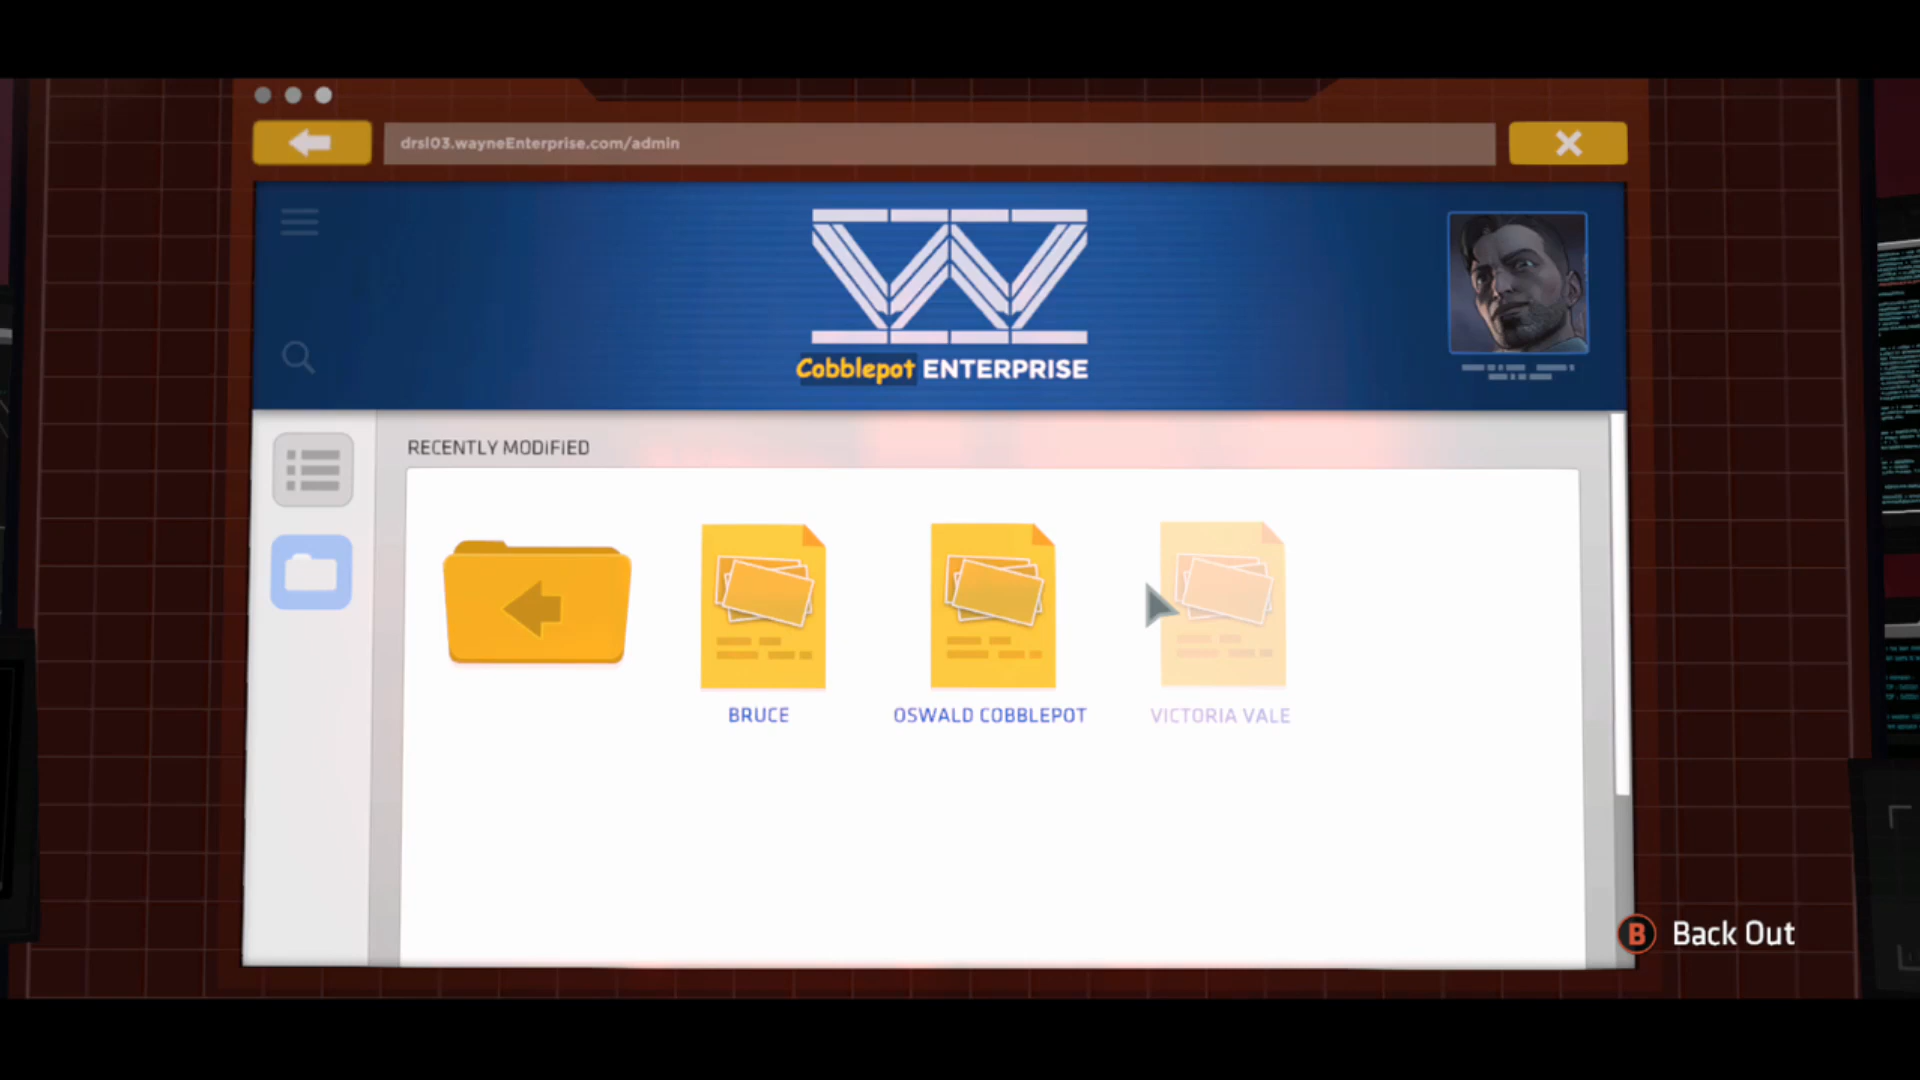 drsl03.wayneEnterprise.com/admin
Cobblepot ENTERPRISE
RECENTLY MODIFIED
BRUCE
OSWALD COBBLEPOT
VICTORIA VALE
B Back Out